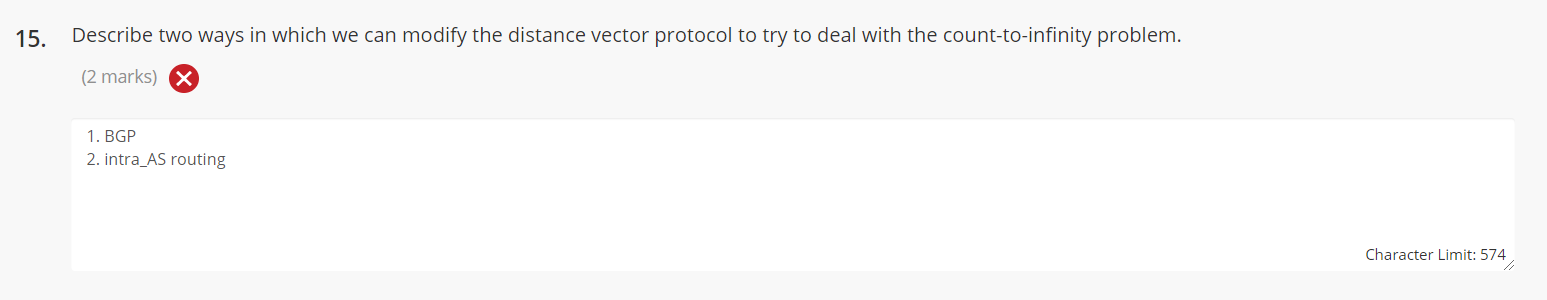 15. Describe two ways in which we can modify the distance vector protocol to try to deal with the count-to-infinity problem.
(2 marks)
1. BGP
2. intra_AS routing
Character Limit: 574